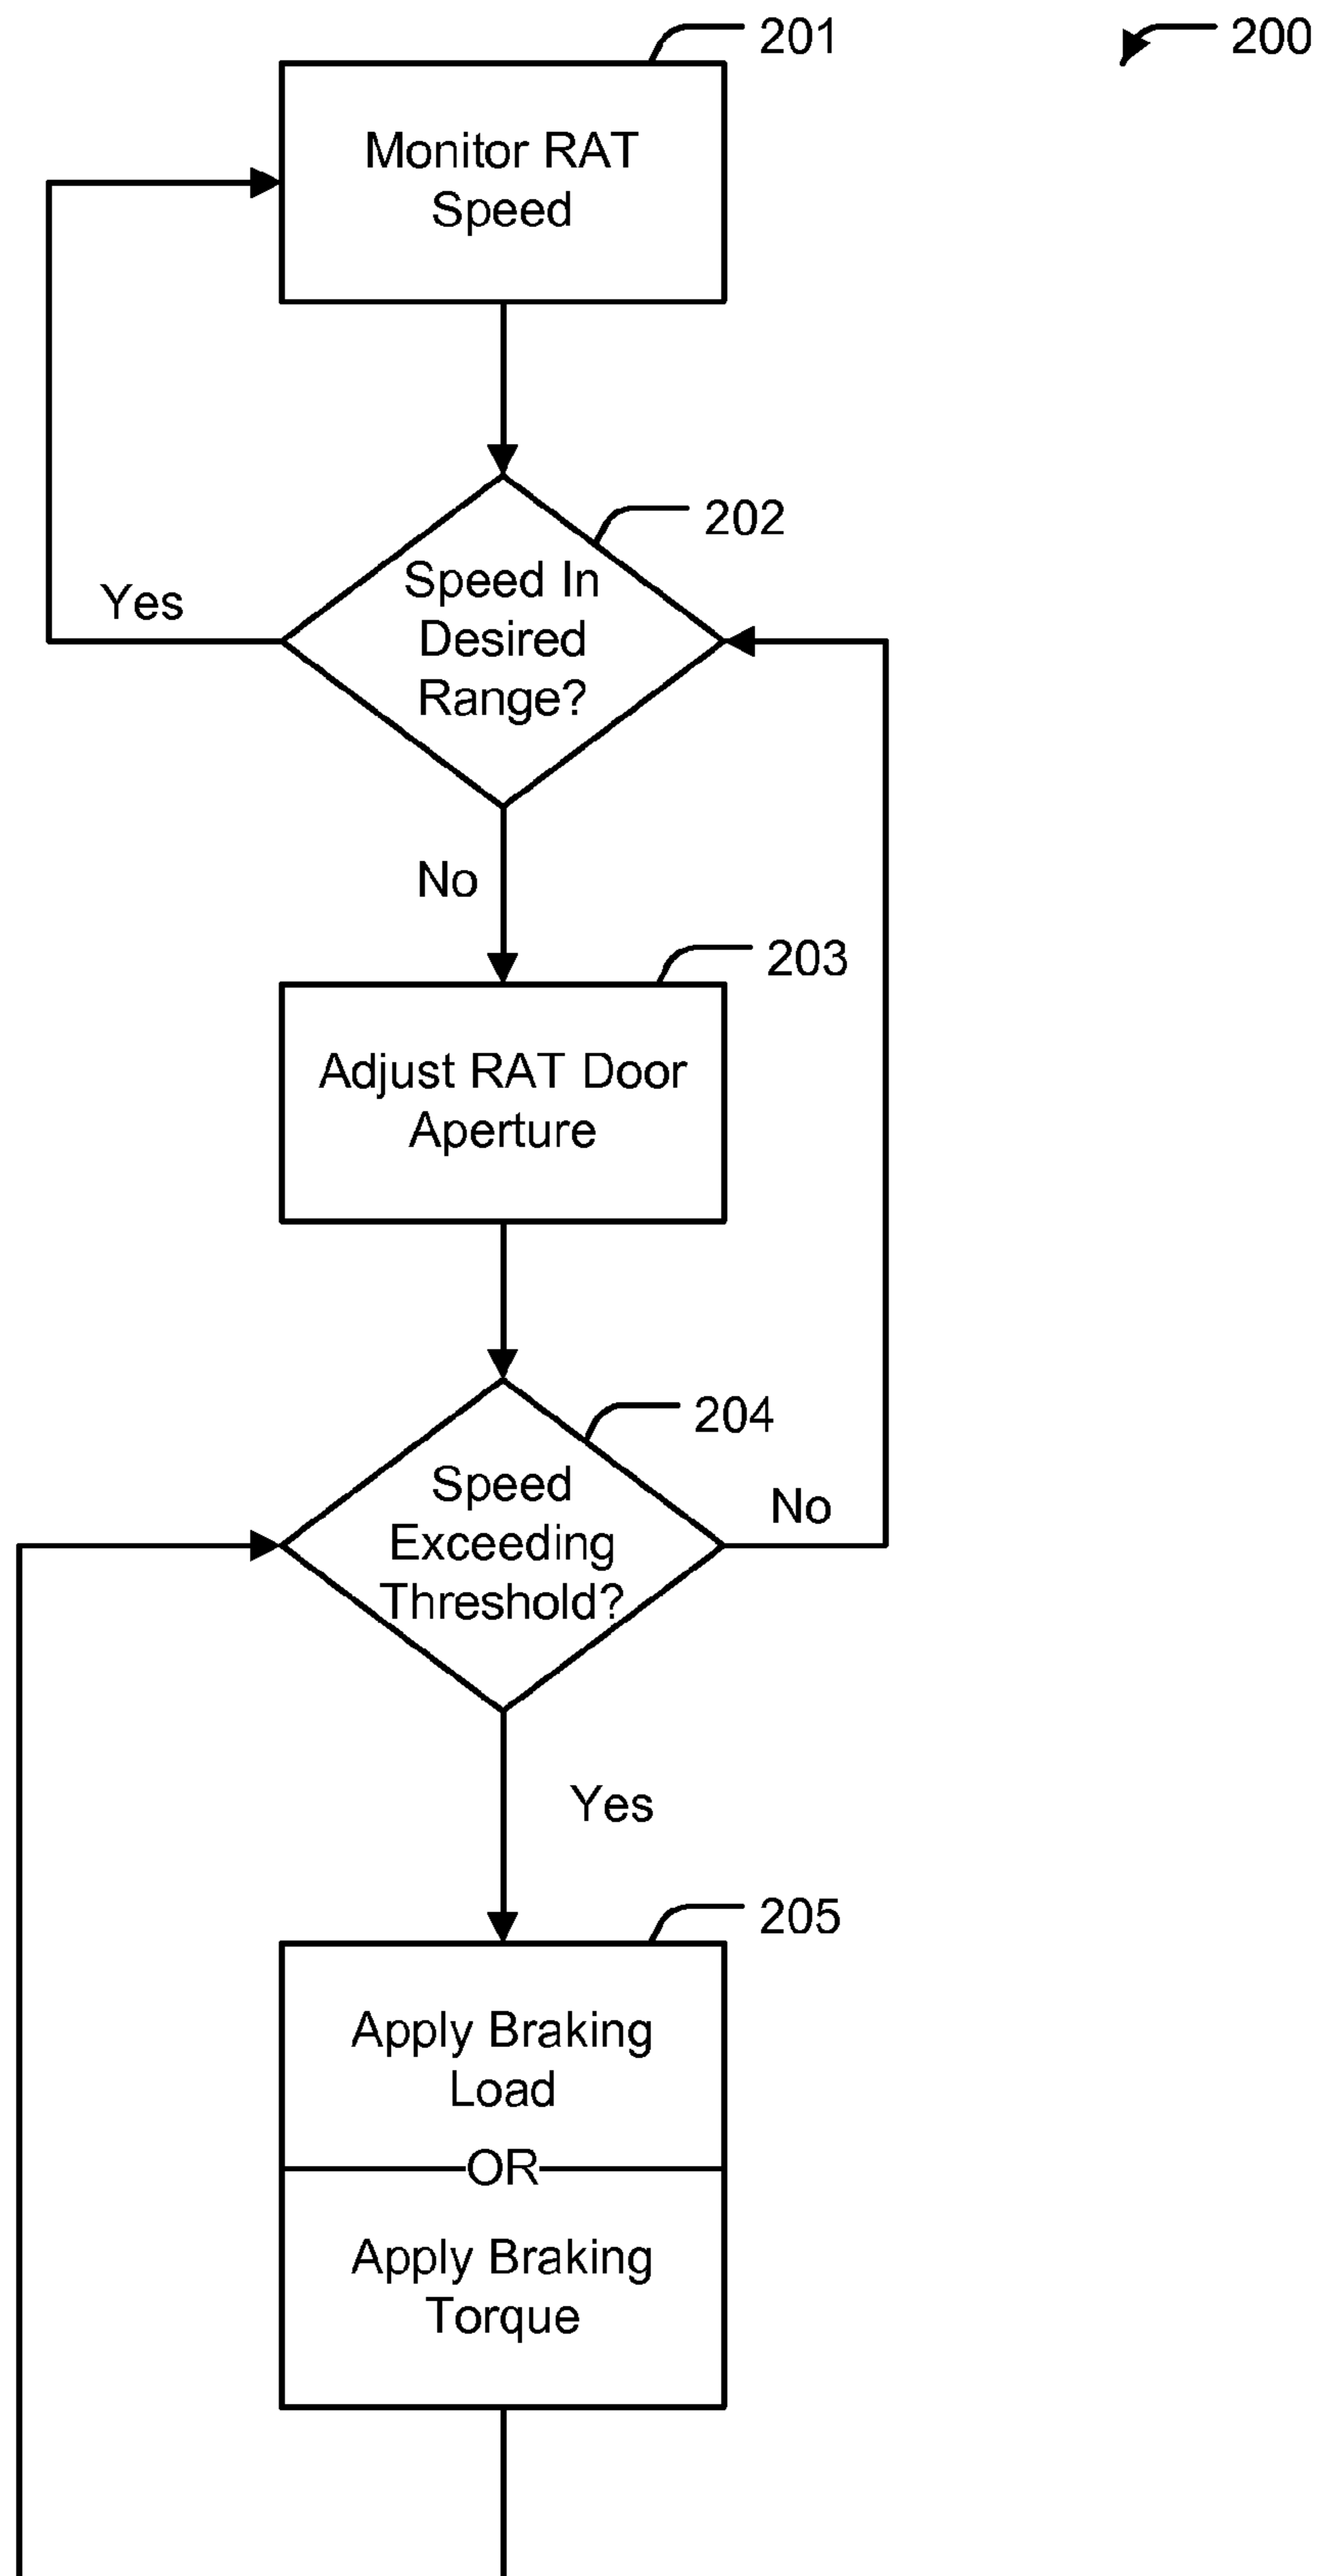 201
200
Monitor RAT
Speed
202
Speed In
Desired
Range?
Yes
No
203
Adjust RAT Door
Aperture
204
Speed
Exceeding
Threshold?
No
Yes
205
Apply Braking
Load
OR
Apply Braking
Torque